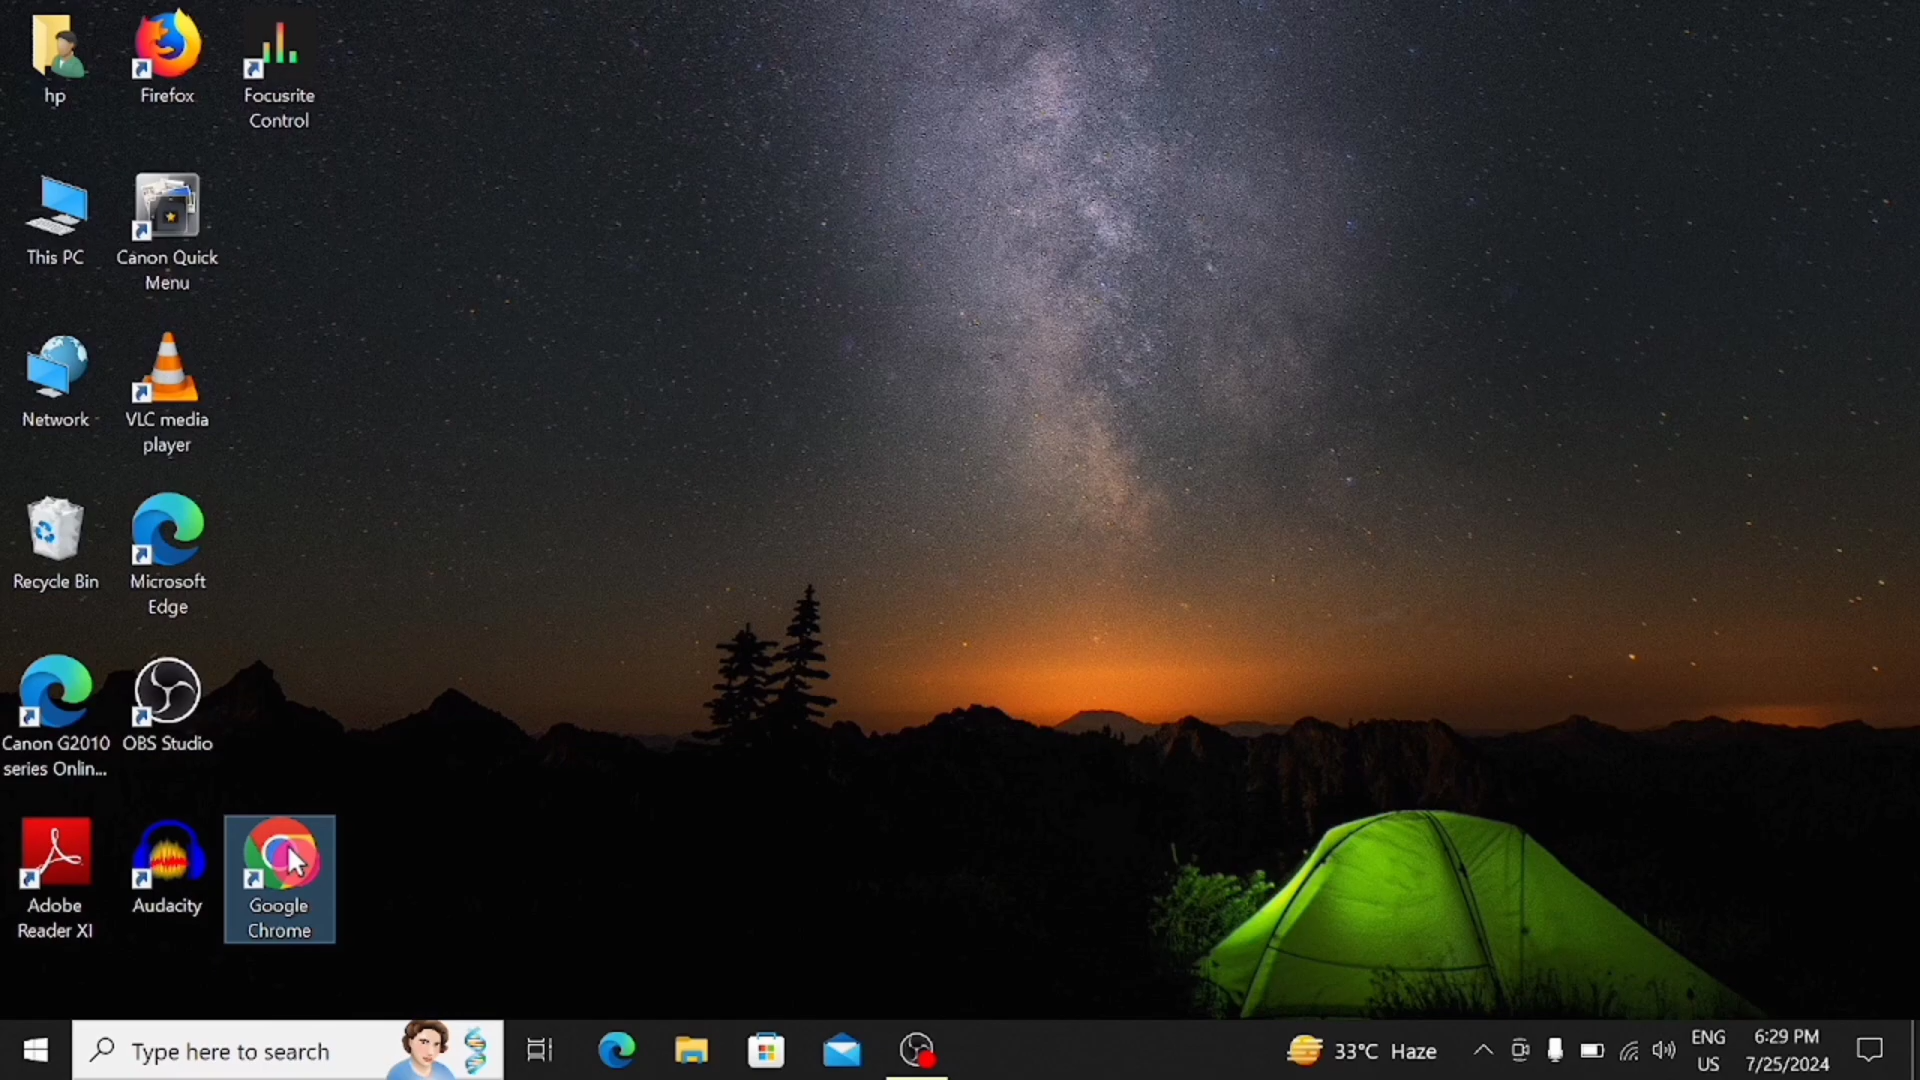 hp
Firefox
Focusrite
Control
This PC
Canon Quick
Menu
Network
VLC media
player
Recycle Bin
Microsoft
Edge
Canon G2010
series Onlin...
OBS Studio
Adobe
Reader XI
Audacity
Google
Chrome
Type here to search
33°C Haze
ENG
US
6:29 PM
7/25/2024